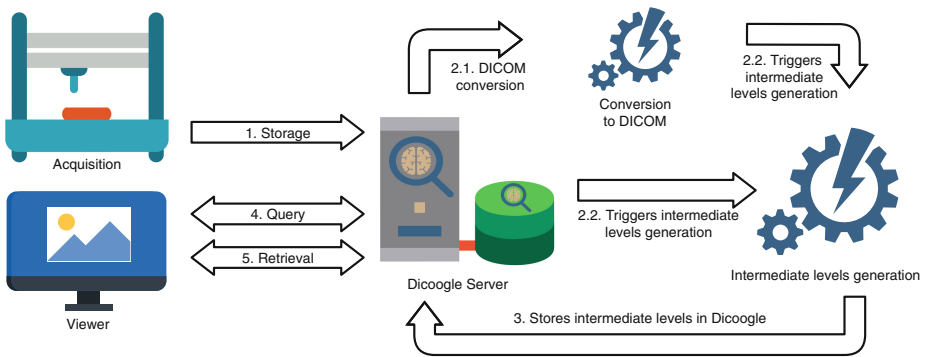 2.1. DICOM
conversion
Conversion
to DICOM
2.2. Triggers
intermediate
levels generation
1. Storage
Acquisition
4. Query
5. Retrieval
2.2. Triggers intermediate
levels generation
Viewer
Dicoogle Server
Intermediate levels generation
3. Stores intermediate levels in Dicoogle